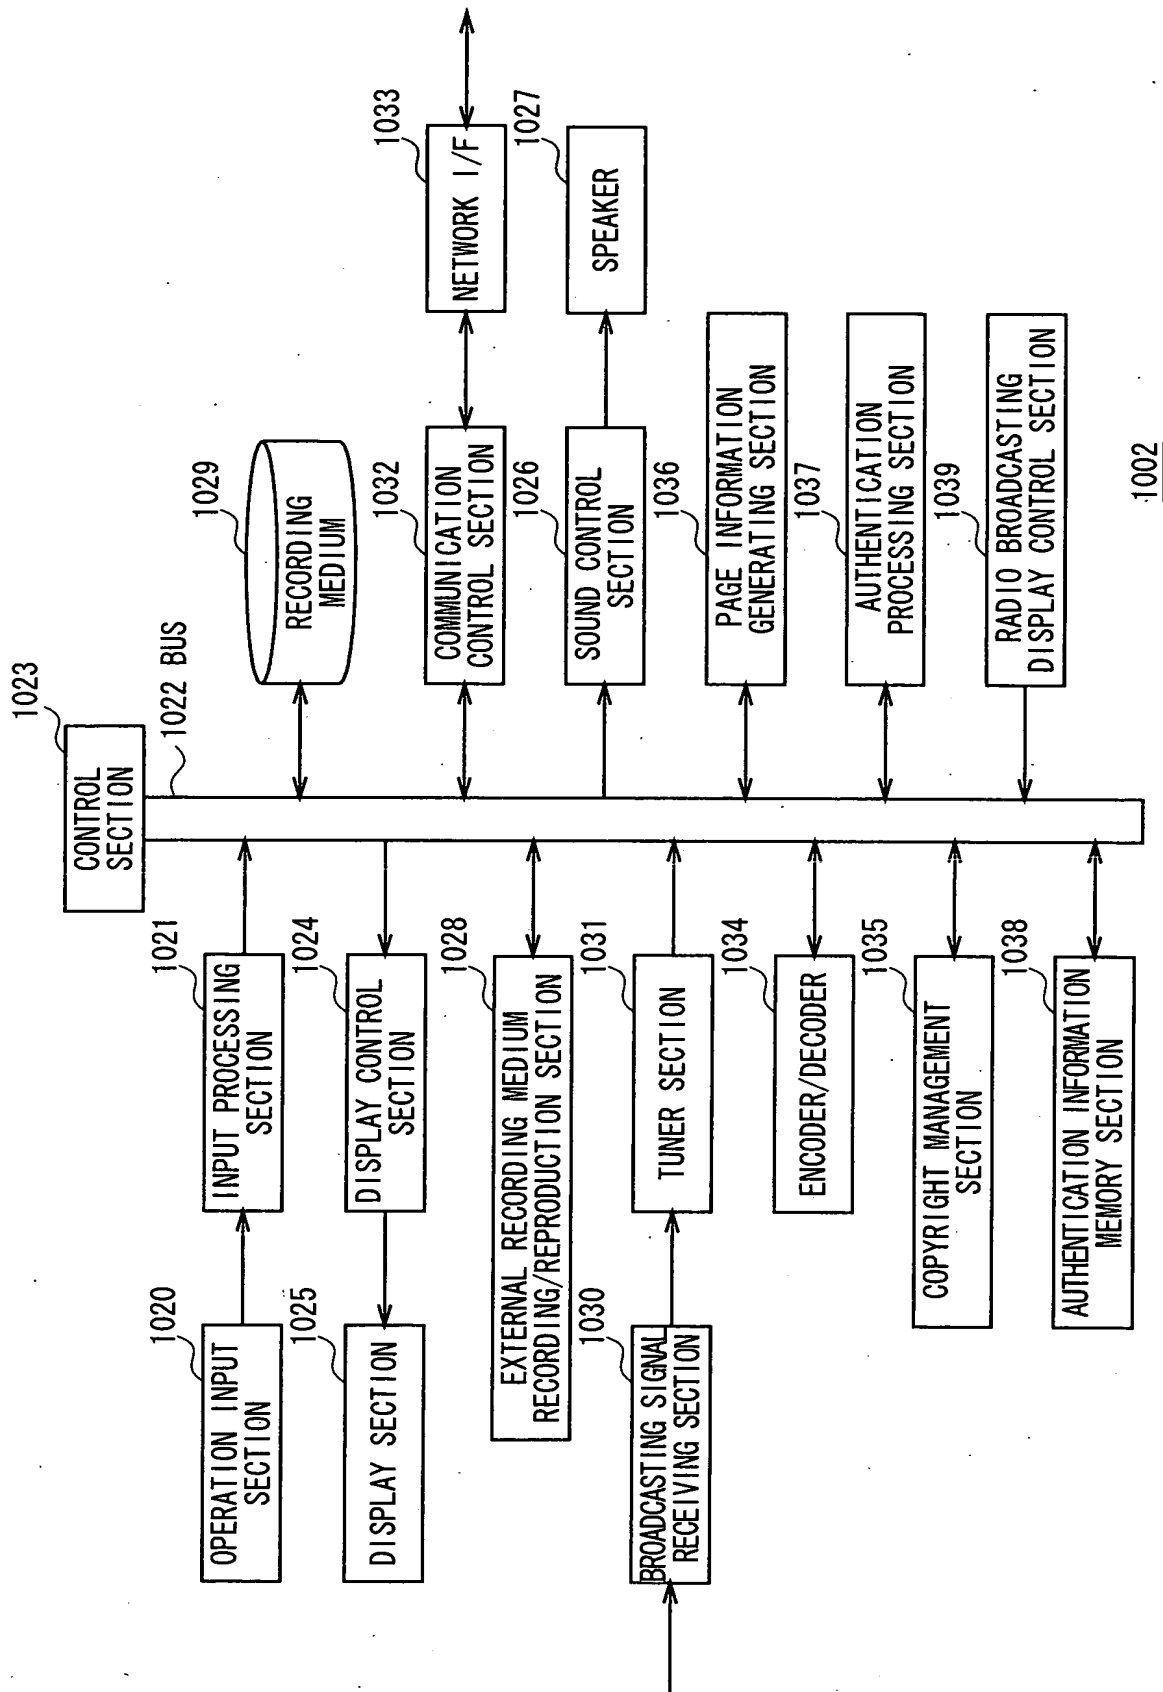 1023
CONTROL
SECTION
1022 BUS
1020
OPERATION INPUT
SECTION
1021
INPUT PROCESSING
SECTION
1029
RECORDING
MEDIUM
1025
DISPLAY SECTION
1024
DISPLAY CONTROL
SECTION
1032
COMMUNICATION
CONTROL SECTION
1033
NETWORK I/F
1028
EXTERNAL RECORDING MEDIUM
RECORDING/REPRODUCTION SECTION
1026
SOUND CONTROL
SECTION
1027
SPEAKER
1030
BROADCASTING SIGNAL
RECEIVING SECTION
1031
TUNER SECTION
1036
PAGE INFORMATION
GENERATING SECTION
1034
ENCODER/DECODER
1037
AUTHENTICATION
PROCESSING SECTION
1035
COPYRIGHT MANAGEMENT
SECTION
1039
RADIO BROADCASTING
DISPLAY CONTROL SECTION
1038
AUTHENTICATION INFORMATION
MEMORY SECTION
1002